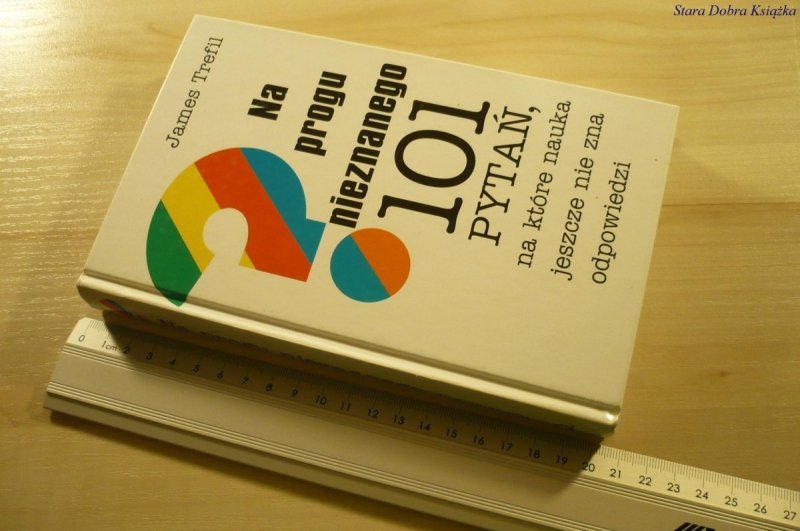 Stara Dobra Książka
James Trefil
Na
progu
nieznanego
101
PYTAŃ,
na które nauka
jeszcze nie zna
odpowiedzi
0 1cm 2 3 4 5 6 7 8 9 10 11 12 13 14 15 16 17 18 19 20 21 22 23 24 25 26 27